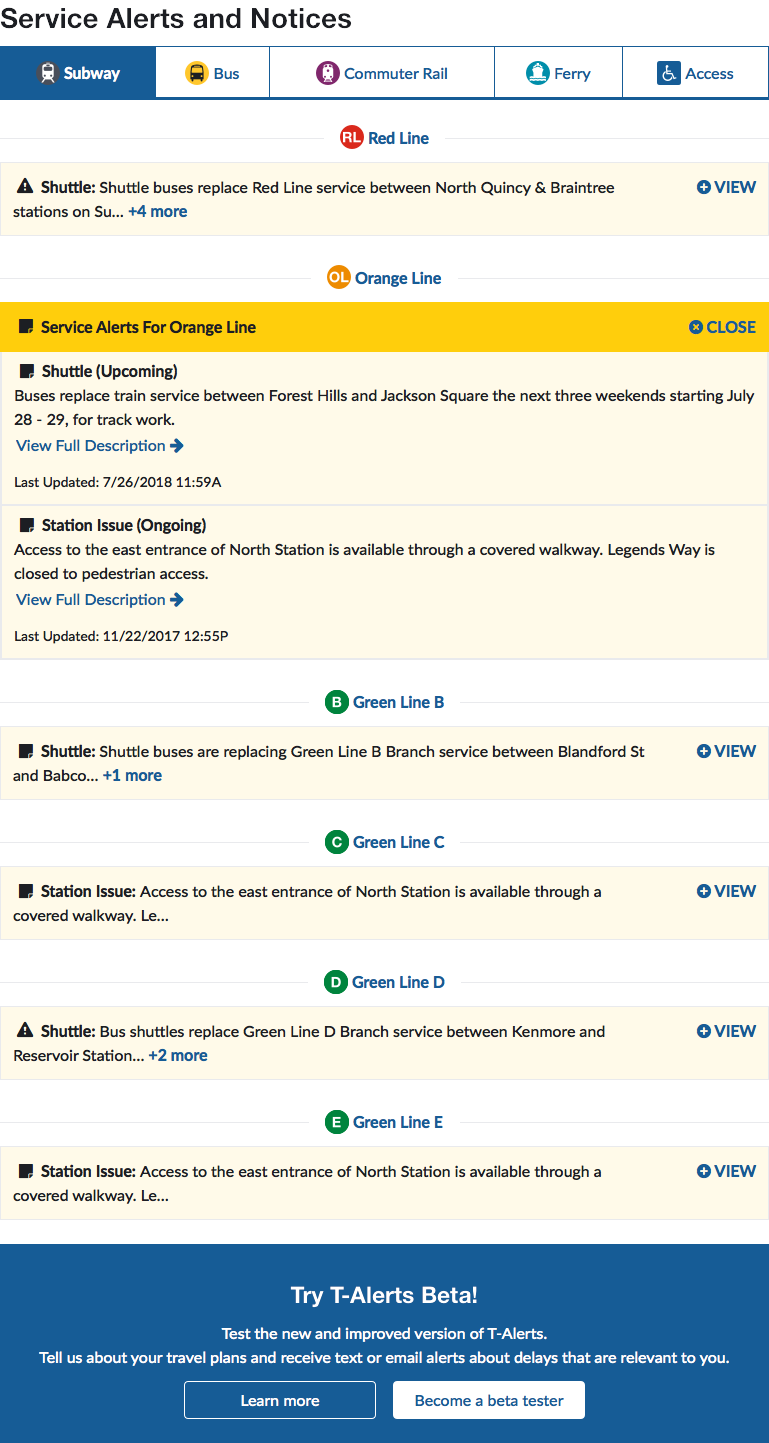 Service Alerts and Notices
Subway Bus Commuter Rail Ferry Access
RL Red Line
Shuttle: Shuttle buses replace Red Line service between North Quincy & Braintree VIEW
stations on Su... +4 more
OL Orange Line
Service Alerts For Orange Line CLOSE
Shuttle (Upcoming)
Buses replace train service between Forest Hills and Jackson Square the next three weekends starting July
28 - 29, for track work.
View Full Description
Last Updated: 7/26/2018 11:59A
Station Issue (Ongoing)
Access to the east entrance of North Station is available through a covered walkway. Legends Way is
closed to pedestrian access.
View Full Description
Last Updated: 11/22/2017 12:55P
B Green Line B
Shuttle: Shuttle buses are replacing Green Line B Branch service between Blandford St VIEW
and Babco... +1 more
C Green Line C
Station Issue: Access to the east entrance of North Station is available through a VIEW
covered walkway. Le...
D Green Line D
Shuttle: Bus shuttles replace Green Line D Branch service between Kenmore and VIEW
Reservoir Station... +2 more
E Green Line E
Station Issue: Access to the east entrance of North Station is available through a VIEW
covered walkway. Le...
Try T-Alerts Beta!
Test the new and improved version of T-Alerts.
Tell us about your travel plans and receive text or email alerts about delays that are relevant to you.
Learn more Become a beta tester